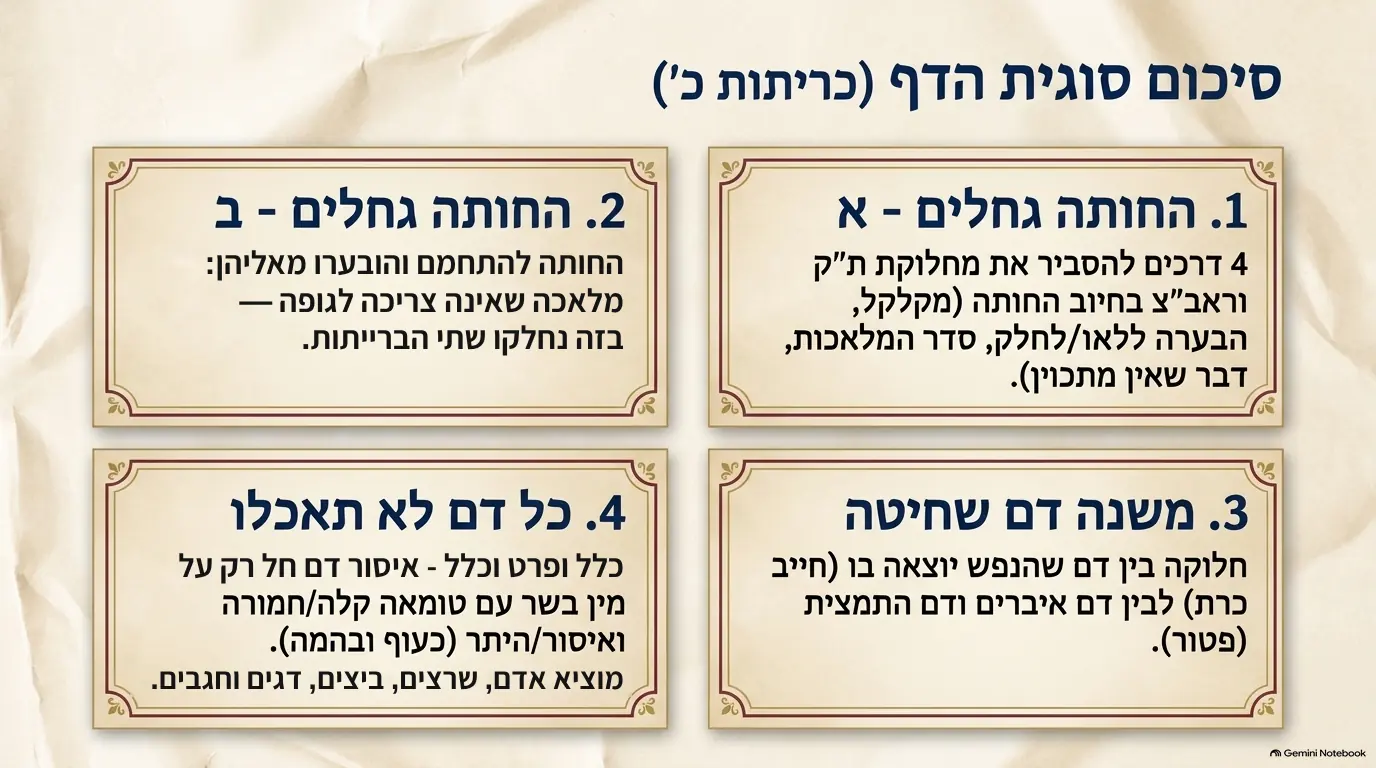 סיכום סוגית הדף (כריתות כ')
1. החותה גחלים - א
4 דרכים להסביר את מחלוקת ת"ק
וראב"צ בחיוב החותה (מקלקל,
הבערה ללאו/לחלק, סדר המלאכות,
דבר שאין מתכוין).
2. החותה גחלים - ב
החותה להתחמם והובערו מאליהן:
מלאכה שאינה צריכה לגופה —
בזה נחלקו שתי הברייתות.
3. משנה דם שחיטה
חלוקה בין דם שהנפש יוצאה בו (חייב
כרת) לבין דם איברים ודם התמצית
(פטור).
4. כל דם לא תאכלו
כלל ופרט וכלל - איסור דם חל רק על
מין בשר עם טומאה קלה/חמורה
ואיסור/היתר (כעוף ובהמה).
מוציא אדם, שרצים, ביצים, דגים וחגבים.
Gemini Notebook